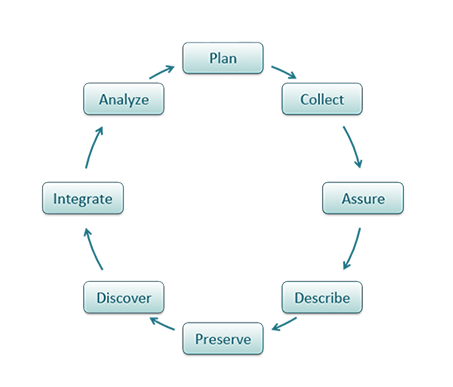 Plan
Collect
Assure
Describe
Preserve
Discover
Integrate
Analyze